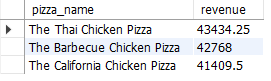 pizza_name revenue
The Thai Chicken Pizza 43434.25
The Barbecue Chicken Pizza 42768
The California Chicken Pizza 41409.5